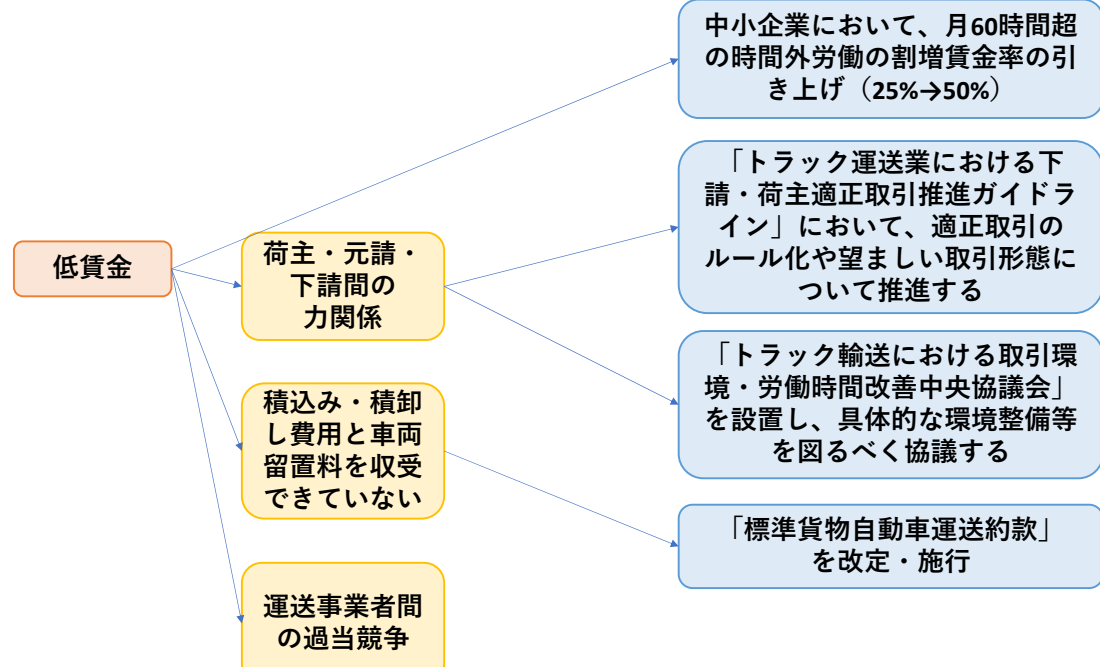 低賃金
荷主・元請・
下請間の
力関係
積込み・積卸
し費用と車両
留置料を収受
できていない
運送事業者間
の過当競争
中小企業において、月60時間超
の時間外労働の割増賃金率の引
き上げ（25%→50%）
「トラック運送業における下
請・荷主適正取引推進ガイドラ
イン」において、適正取引の
ルール化や望ましい取引形態に
ついて推進する
「トラック輸送における取引環
境・労働時間改善中央協議会」
を設置し、具体的な環境整備等
を図るべく協議する
「標準貨物自動車運送約款」
を改定・施行